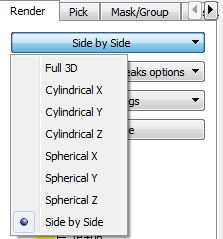 Render Pick Mask/Group
Side by Side
Full 3D
eaks options
Cylindrical X
Cylindrical Y
gs
Cylindrical Z
e
Spherical X
Spherical Y
Spherical Z
Side by Side